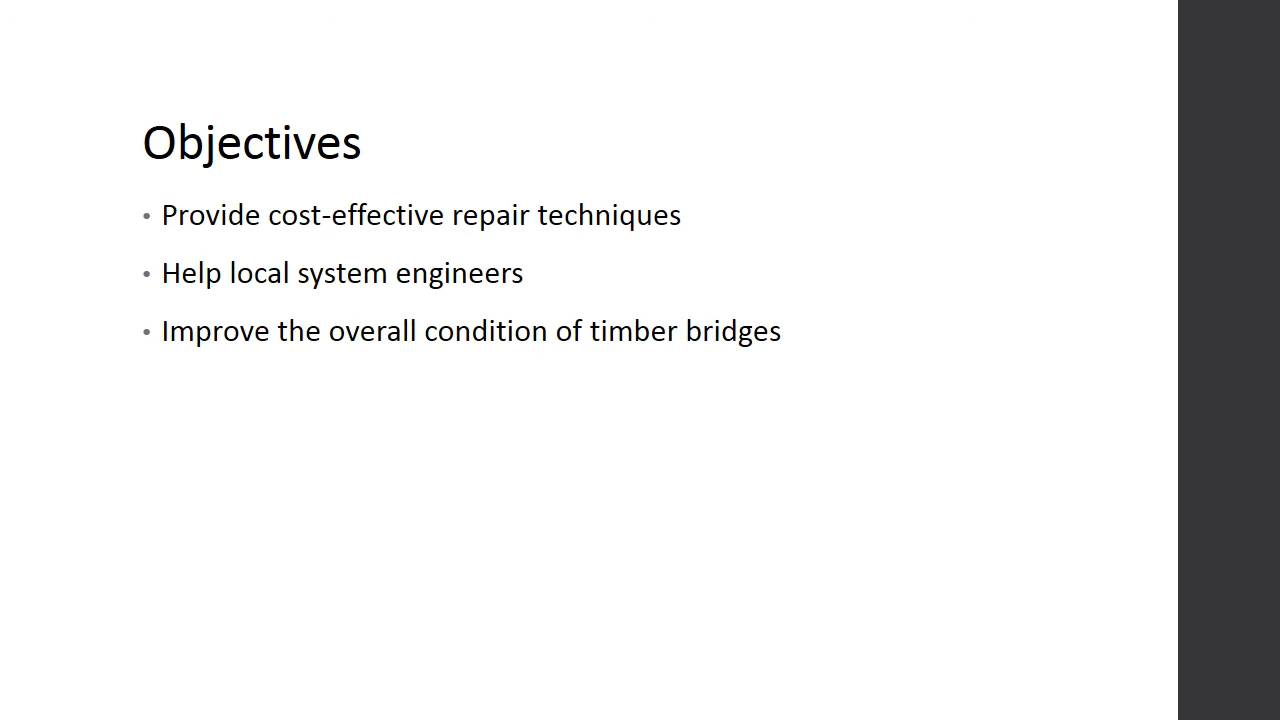 Objectives
• Provide cost-effective repair techniques
• Help local system engineers
• Improve the overall condition of timber bridges